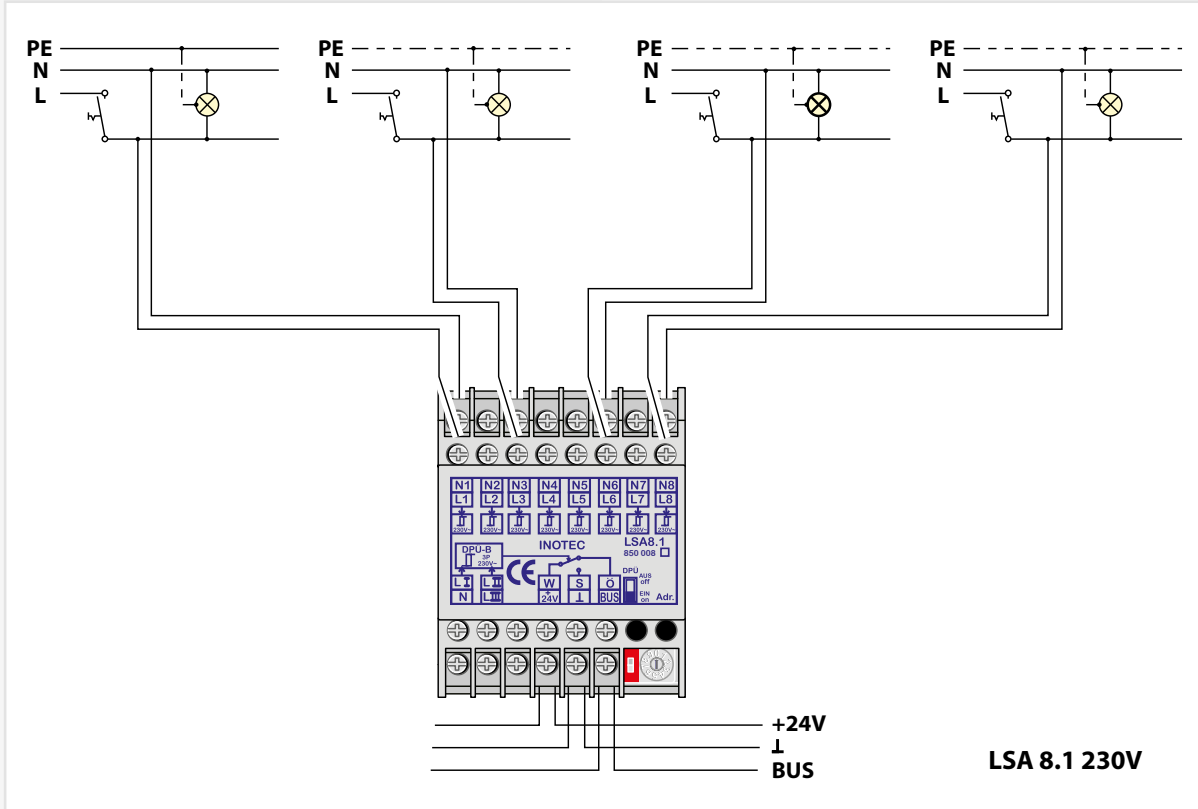 PE PE PE PE
N N N N
L L L L
N1 N2 N3 N4 N5 N6 N7 N8
L1 L2 L3 L4 L5 L6 L7 L8
230V~ 230V~ 230V~ 230V~ 230V~ 230V~ 230V~ 230V~
INOTEC
LSA8.1
850 008
DPÜ-B
3P
230V~
CE
DPÜ
AUS
off
EIN
on
Adr.
L I L II W S Ö
N L III +24V ⊥ BUS
+24V
⊥
BUS
LSA 8.1 230V